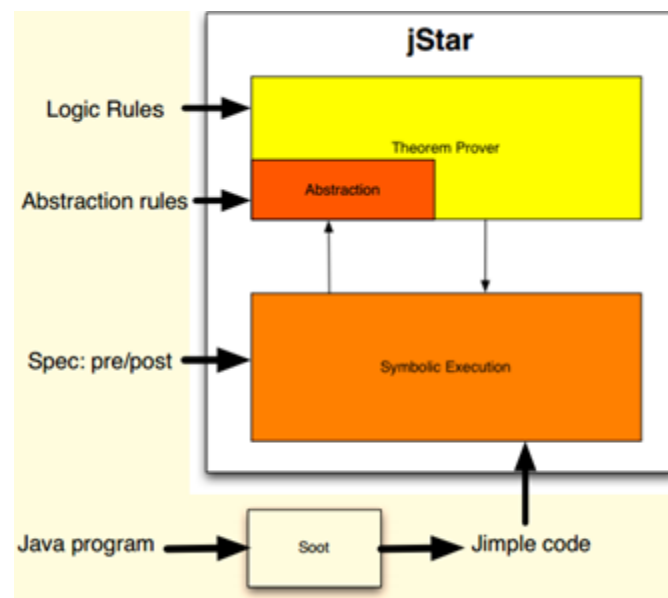 jStar
Logic Rules
Theorem Prover
Abstraction rules
Abstraction
Spec: pre/post
Symbolic Execution
Java program
Soot
Jimple code